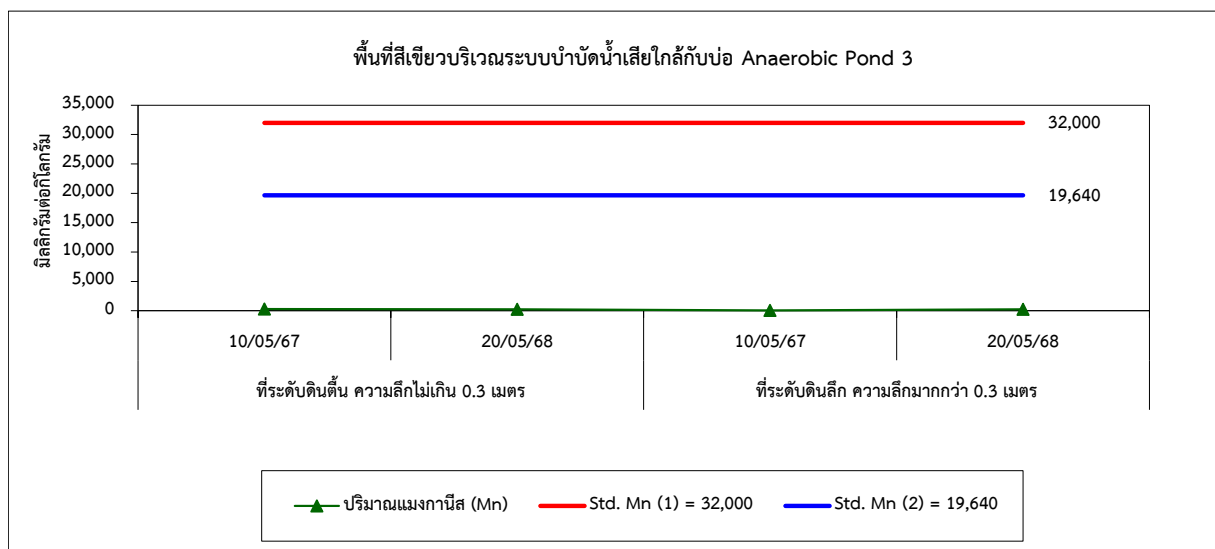 พื้นที่สีเขียวบริเวณระบบบำบัดน้ำเสียใกล้กับบ่อ Anaerobic Pond 3
มิลลิกรัมต่อกิโลกรัม
35,000
30,000
25,000
20,000
15,000
10,000
5,000
0
32,000
19,640
10/05/67 20/05/68 10/05/67 20/05/68
ที่ระดับดินตื้น ความลึกไม่เกิน 0.3 เมตร ที่ระดับดินลึก ความลึกมากกว่า 0.3 เมตร
ปริมาณแมงกานีส (Mn) Std. Mn (1) = 32,000 Std. Mn (2) = 19,640